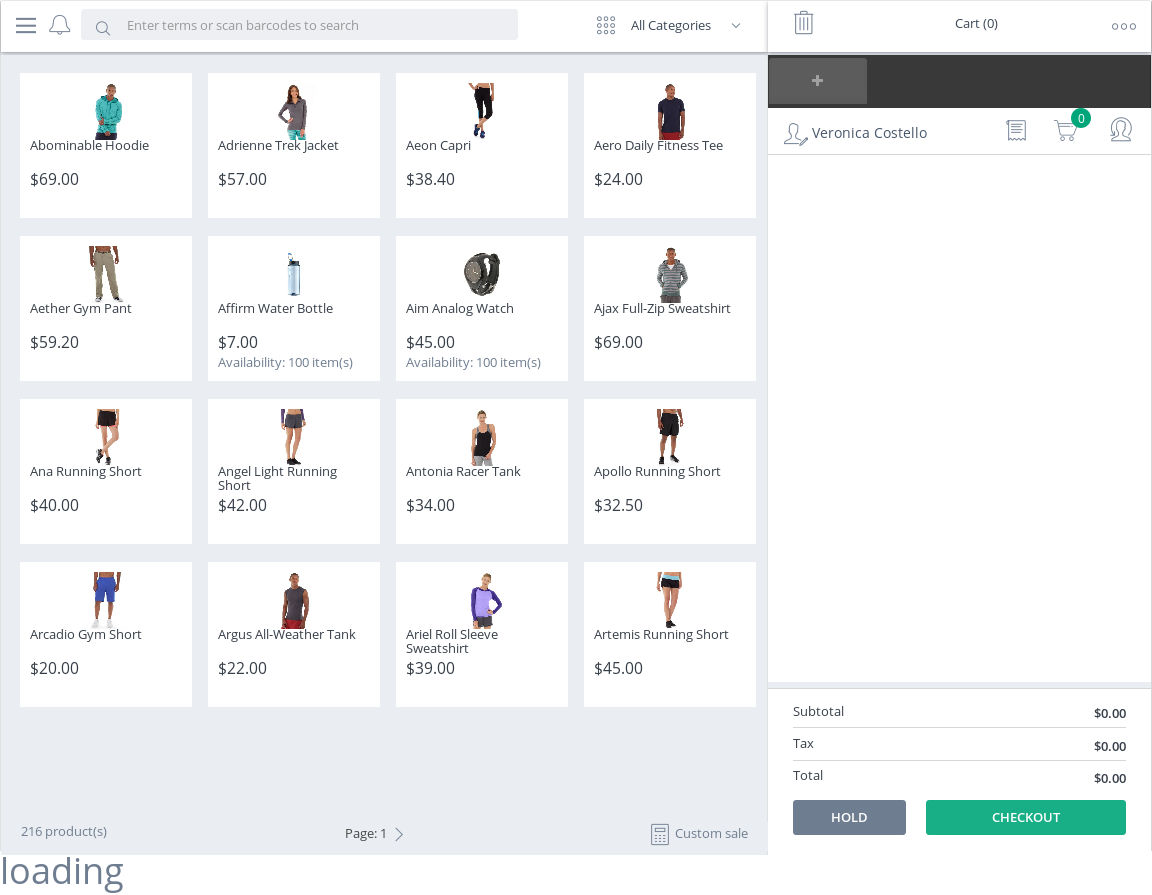 Enter terms or scan barcodes to search
All Categories
Cart (0)
+
Veronica Costello
0
Abominable Hoodie
$69.00
Adrienne Trek Jacket
$57.00
Aeon Capri
$38.40
Aero Daily Fitness Tee
$24.00
Aether Gym Pant
$59.20
Affirm Water Bottle
$7.00
Availability: 100 item(s)
Aim Analog Watch
$45.00
Availability: 100 item(s)
Ajax Full-Zip Sweatshirt
$69.00
Ana Running Short
$40.00
Angel Light Running
Short
$42.00
Antonia Racer Tank
$34.00
Apollo Running Short
$32.50
Arcadio Gym Short
$20.00
Argus All-Weather Tank
$22.00
Ariel Roll Sleeve
Sweatshirt
$39.00
Artemis Running Short
$45.00
Subtotal
$0.00
Tax
$0.00
Total
$0.00
HOLD
CHECKOUT
216 product(s)
Page: 1
Custom sale
loading